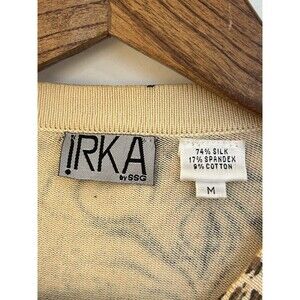 iRKA
by SSG
74% SILK
17% SPANDEX
9% COTTON
M